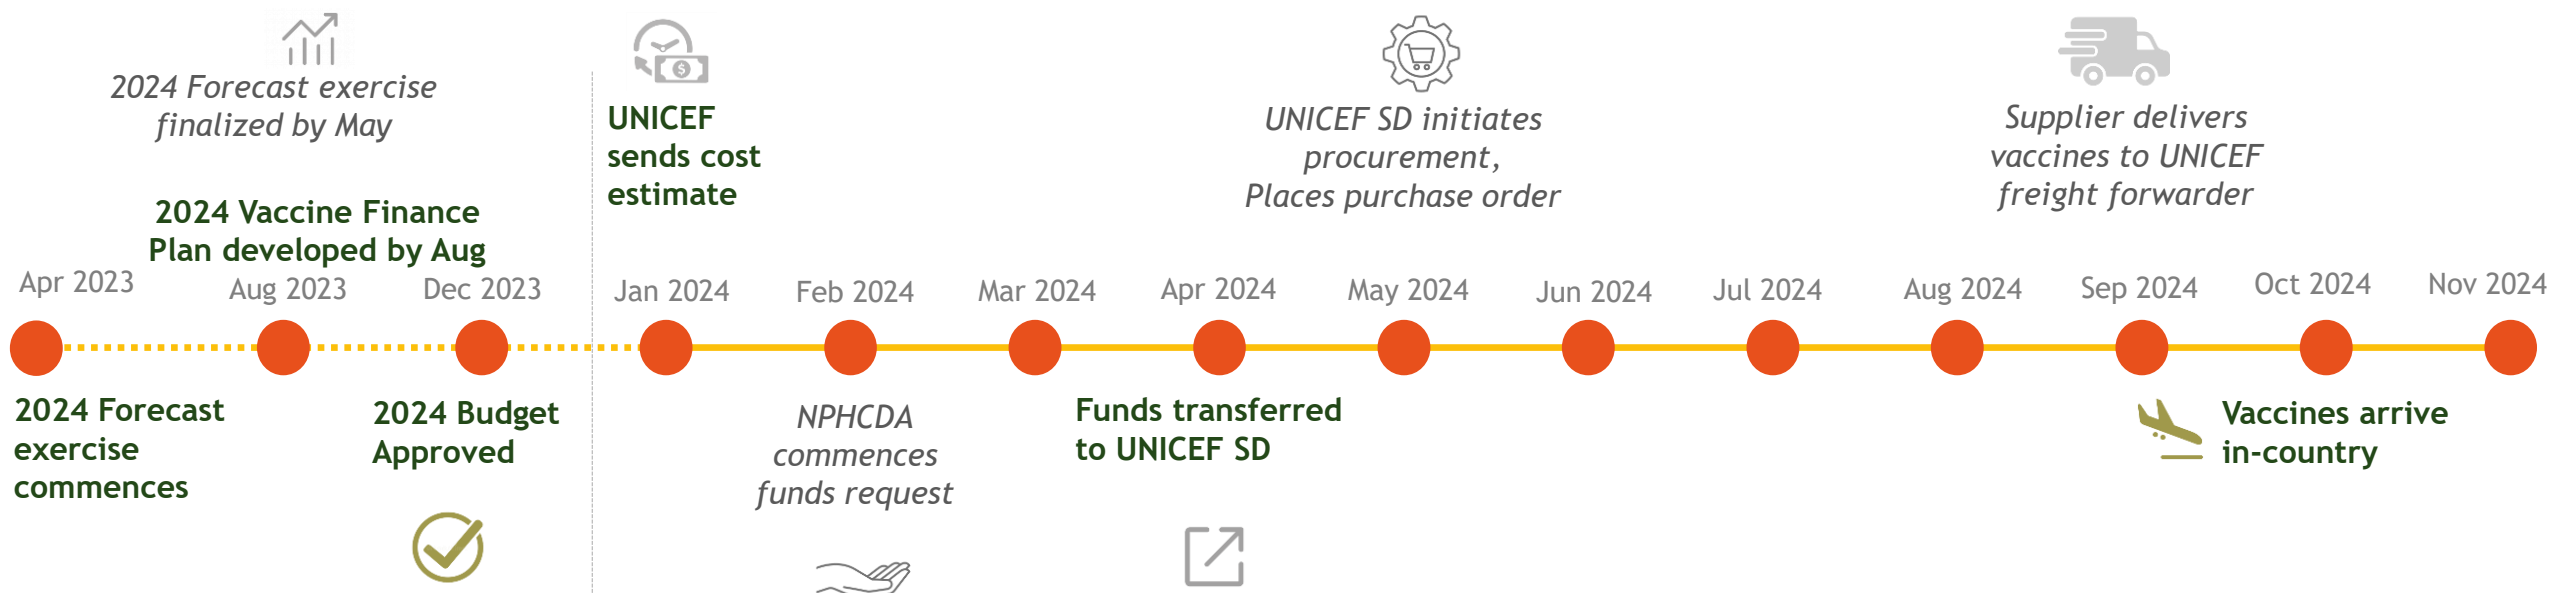 2024 Forecast exercise
finalized by May
2024 Vaccine Finance
Plan developed by Aug
UNICEF
sends cost
estimate
UNICEF SD initiates
procurement,
Places purchase order
Supplier delivers
vaccines to UNICEF
freight forwarder
Apr 2023
Aug 2023
Dec 2023
Jan 2024
Feb 2024
Mar 2024
Apr 2024
May 2024
Jun 2024
Jul 2024
Aug 2024
Sep 2024
Oct 2024
Nov 2024
2024 Forecast
exercise
commences
2024 Budget
Approved
NPHCDA
commences
funds request
Funds transferred
to UNICEF SD
Vaccines arrive
in-country